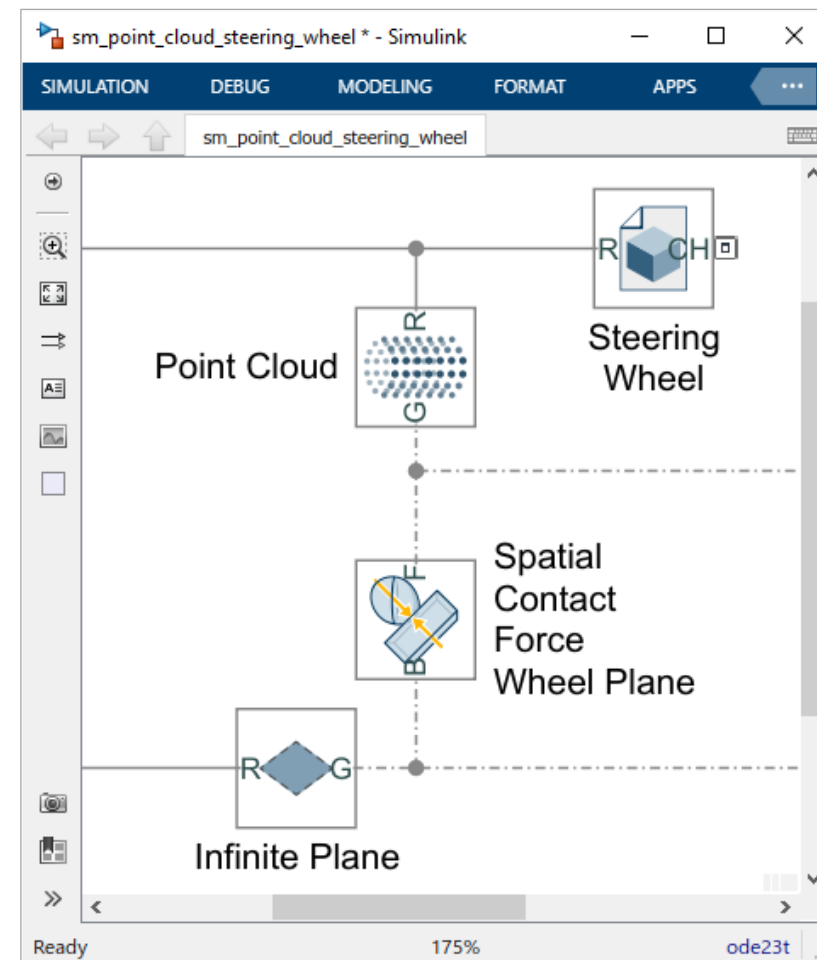 sm_point_cloud_steering_wheel * - Simulink
SIMULATION DEBUG MODELING FORMAT APPS ...
sm_point_cloud_steering_wheel
R CH
Steering
Wheel
R
Point Cloud
G
A
F
Spatial
Contact
Force
Wheel Plane
B
R G
Infinite Plane
Ready 175% ode23t